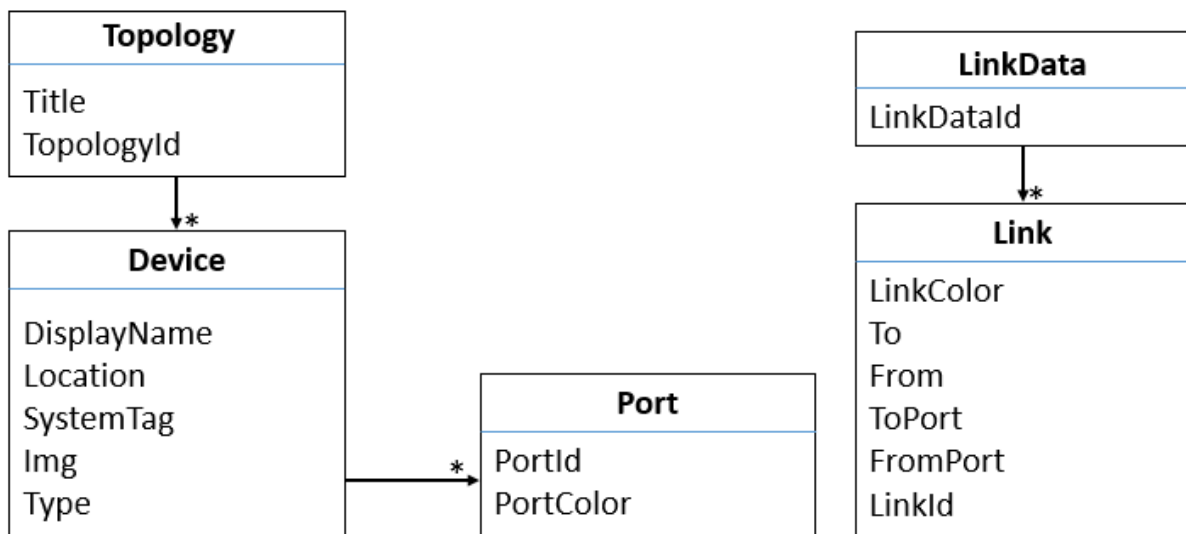 Topology
Title
TopologyId
*
Device
DisplayName
Location
SystemTag
Img
Type
*
Port
PortId
PortColor
LinkData
LinkDataId
*
Link
LinkColor
To
From
ToPort
FromPort
LinkId